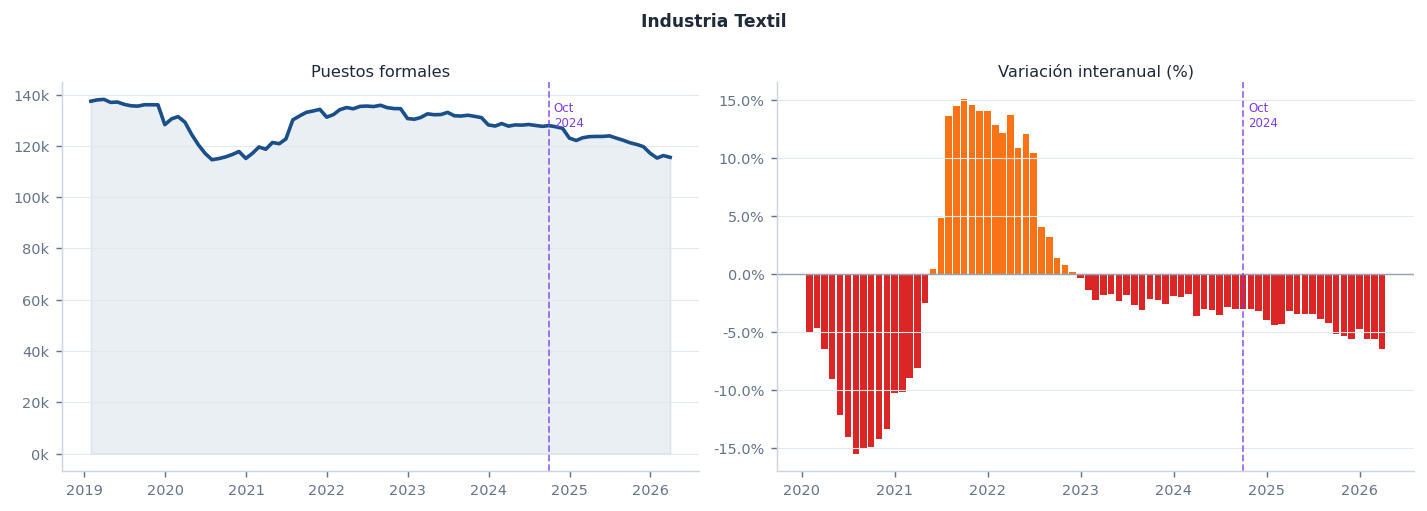 Industria Textil
Puestos formales
140k
120k
100k
80k
60k
40k
20k
0k
Oct
2024
2019
2020
2021
2022
2023
2024
2025
2026
Variación interanual (%)
15.0%
10.0%
5.0%
0.0%
-5.0%
-10.0%
-15.0%
Oct
2024
2020
2021
2022
2023
2024
2025
2026